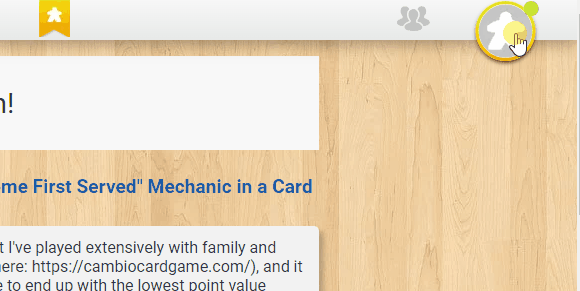 n!
ome First Served" Mechanic in a Card
t I've played extensively with family and
here: https://cambiocardgame.com/), and it
e to end up with the lowest point value